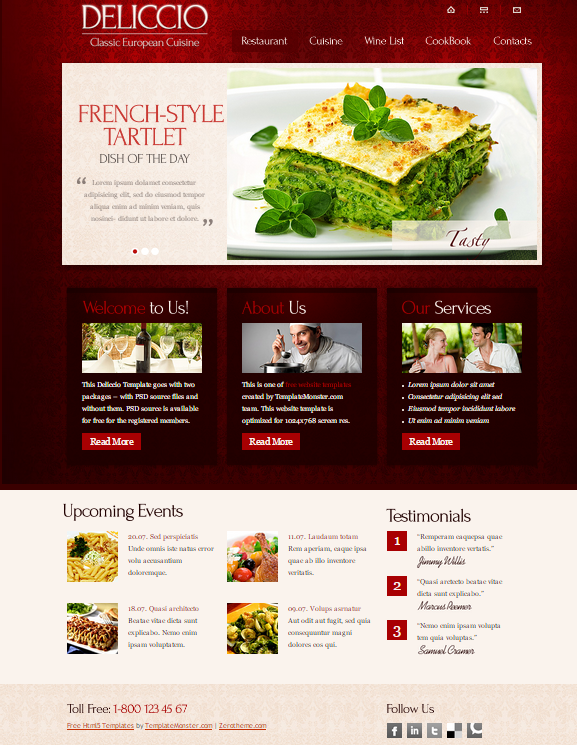 DELICCIO
Classic European Cuisine
Restaurant Cuisine Wine List CookBook Contacts
FRENCH-STYLE
TARTLET
DISH OF THE DAY
“ Lorem ipsum dolamet consectetur
adipisicing elit, sed do eiusmod tempor
aliqua enim ad minim veniam, quis
nosinci- didunt ut labore et dolore. ”
Tasty
Welcome to Us!
This Deliccio Template goes with two
packages – with PSD source files and
without them. PSD source is available
for free for the registered members.
Read More
About Us
This is one of free website templates
created by TemplateMonster.com
team. This website template is
optimized for 1024x768 screen res.
Read More
Our Services
Lorem ipsum dolor sit amet
Consectetur adipisicing elit sed
Eiusmod tempor incididunt labore
Ut enim ad minim veniam
Read More
Upcoming Events
20.07. Sed perspiciatis
Unde omnis iste natus error
volu accusantium
doloremque.
11.07. Landaum totam
Rem aperiam, eaque ipsa
quae ab illo inventore
veritatis.
18.07. Quasi architecto
Beatae vitae dicta sunt
explicabo. Nemo enim
ipsam voluptatem.
09.07. Volups asrnatur
Aut odit aut fugit, sed quia
consequuntur magni
dolores eos qui.
Testimonials
1
“Remperam eaquepsa quae
abillo inventore vertatis.”
Jimmy Willis
2
“Quasi aretecto beatae vitae
dicta sunt explicabo.”
Marcus Roomer
3
“Nemo enim ipsam volupta
tem quia voluptas.”
Samuel Cramer
Toll Free: 1-800 123 45 67
Free Html5 Templates by TemplateMonster.com | Zerotheme.com
Follow Us